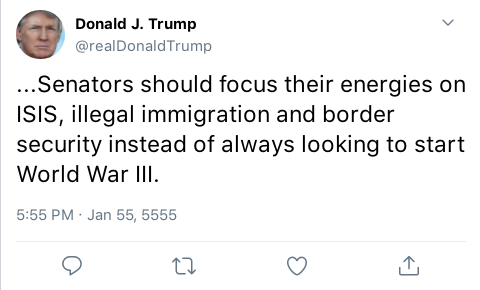 Donald J. Trump
@realDonaldTrump
...Senators should focus their energies on
ISIS, illegal immigration and border
security instead of always looking to start
World War III.
5:55 PM · Jan 55, 5555